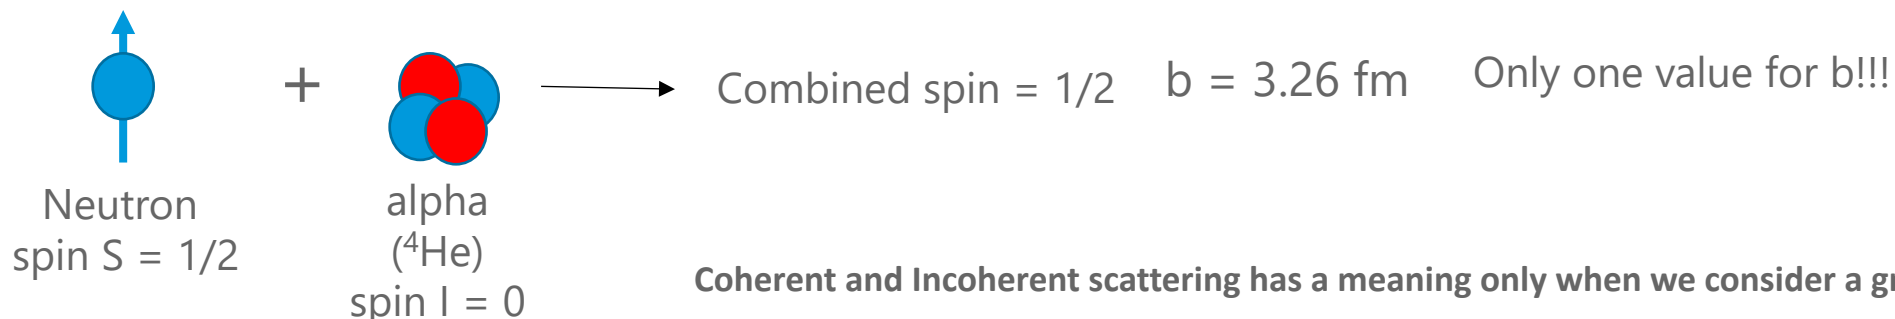 +
Combined spin = 1/2 b = 3.26 fm Only one value for b!!!
Neutron
spin S = 1/2
alpha
(⁴He)
spin I = 0
Coherent and Incoherent scattering has a meaning only when we consider a